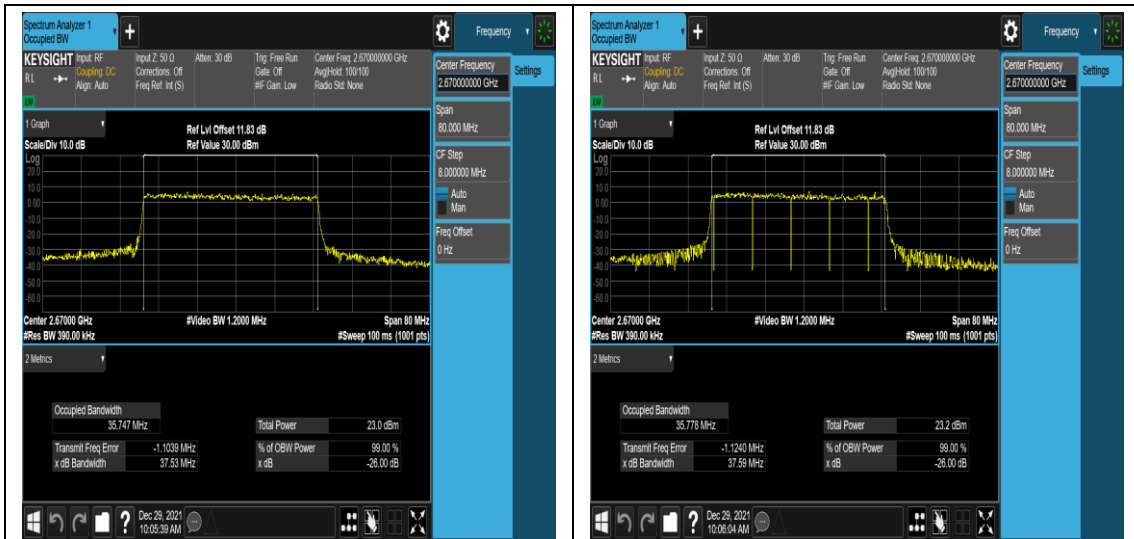 Spectrum Analyzer 1
Occupied BW
+
Frequency
KEYSIGHT Input: RF Input Z: 50 Ω Atten: 30 dB Trig: Free Run Center Freq: 2.670000000 GHz
RL Coupling: DC Corrections: Off Gate: Off Avg|Hold: 100/100
Align: Auto Freq Ref: Int (S) #IF Gain: Low Radio Std: None
Center Frequency
2.670000000 GHz
Settings
Span
80.000 MHz
CF Step
8.000000 MHz
Auto
Man
Freq Offset
0 Hz
1 Graph
Ref Lvl Offset 11.83 dB
Scale/Div 10.0 dB Ref Value 30.00 dBm
Log
20.0
10.0
0.00
-10.0
-20.0
-30.0
-40.0
-50.0
-60.0
Center 2.67000 GHz #Video BW 1.2000 MHz Span 80 MHz
#Res BW 390.00 kHz #Sweep 100 ms (1001 pts)
2 Metrics
Occupied Bandwidth
35.747 MHz Total Power 23.0 dBm
Transmit Freq Error -1.1039 MHz % of OBW Power 99.00 %
x dB Bandwidth 37.53 MHz x dB -26.00 dB
?
Dec 29, 2021
10:05:39 AM
Spectrum Analyzer 1
Occupied BW
+
Frequency
KEYSIGHT Input: RF Input Z: 50 Ω Atten: 30 dB Trig: Free Run Center Freq: 2.670000000 GHz
RL Coupling: DC Corrections: Off Gate: Off Avg|Hold: 100/100
Align: Auto Freq Ref: Int (S) #IF Gain: Low Radio Std: None
Center Frequency
2.670000000 GHz
Settings
Span
80.000 MHz
CF Step
8.000000 MHz
Auto
Man
Freq Offset
0 Hz
1 Graph
Ref Lvl Offset 11.83 dB
Scale/Div 10.0 dB Ref Value 30.00 dBm
Log
20.0
10.0
0.00
-10.0
-20.0
-30.0
-40.0
-50.0
-60.0
Center 2.67000 GHz #Video BW 1.2000 MHz Span 80 MHz
#Res BW 390.00 kHz #Sweep 100 ms (1001 pts)
2 Metrics
Occupied Bandwidth
35.778 MHz Total Power 23.2 dBm
Transmit Freq Error -1.1240 MHz % of OBW Power 99.00 %
x dB Bandwidth 37.59 MHz x dB -26.00 dB
?
Dec 29, 2021
10:06:04 AM